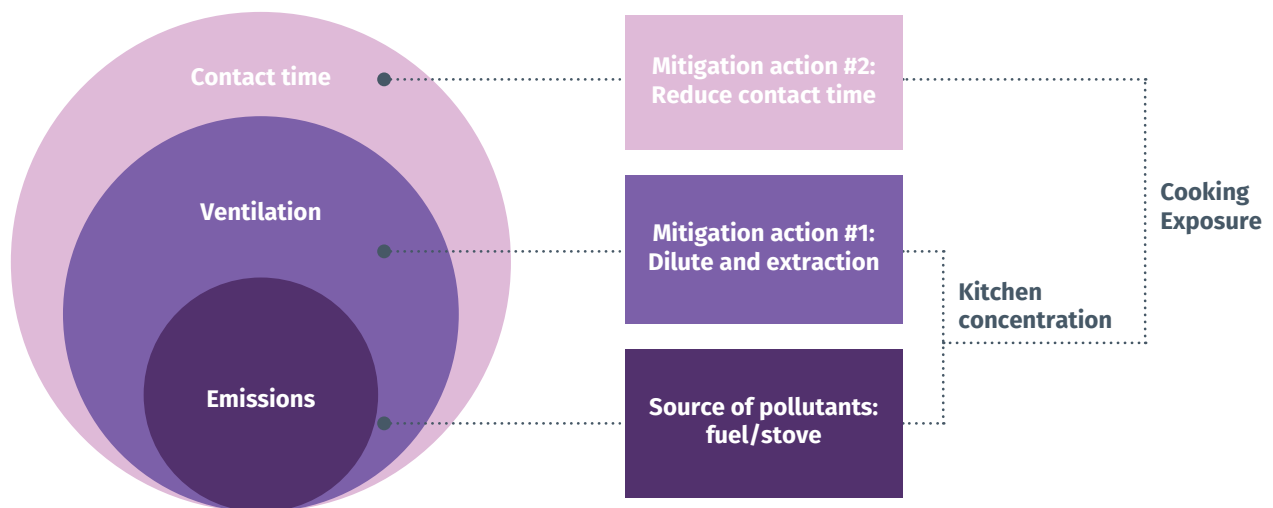 Contact time
Ventilation
Emissions
Mitigation action #2:
Reduce contact time
Mitigation action #1:
Dilute and extraction
Source of pollutants:
fuel/stove
Kitchen
concentration
Cooking
Exposure